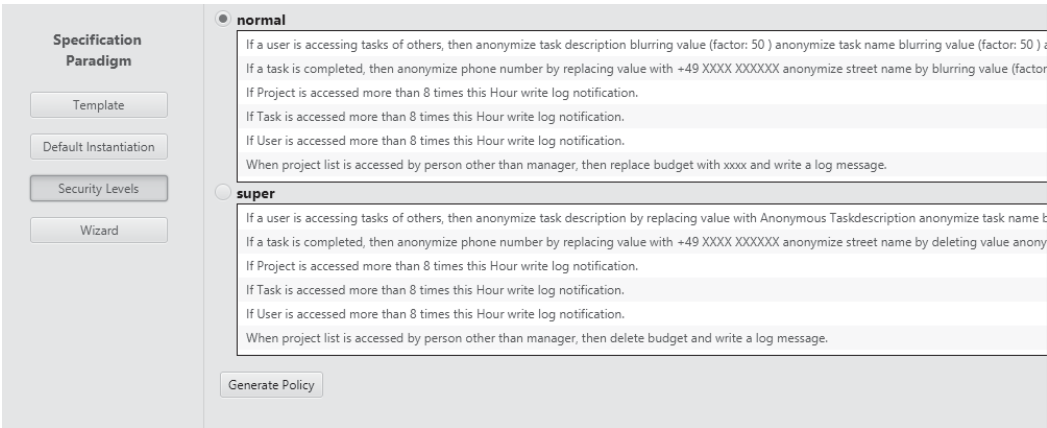 Specification
Paradigm
Template
Default Instantiation
Security Levels
Wizard
normal
If a user is accessing tasks of others, then anonymize task description blurring value (factor: 50 ) anonymize task name blurring value (factor: 50 )
If a task is completed, then anonymize phone number by replacing value with +49 XXXX XXXXXX anonymize street name by blurring value (factor
If Project is accessed more than 8 times this Hour write log notification.
If Task is accessed more than 8 times this Hour write log notification.
If User is accessed more than 8 times this Hour write log notification.
When project list is accessed by person other than manager, then replace budget with xxxx and write a log message.
super
If a user is accessing tasks of others, then anonymize task description by replacing value with Anonymous Taskdescription anonymize task name
If a task is completed, then anonymize phone number by replacing value with +49 XXXX XXXXXX anonymize street name by deleting value anony
If Project is accessed more than 8 times this Hour write log notification.
If Task is accessed more than 8 times this Hour write log notification.
If User is accessed more than 8 times this Hour write log notification.
When project list is accessed by person other than manager, then delete budget and write a log message.
Generate Policy